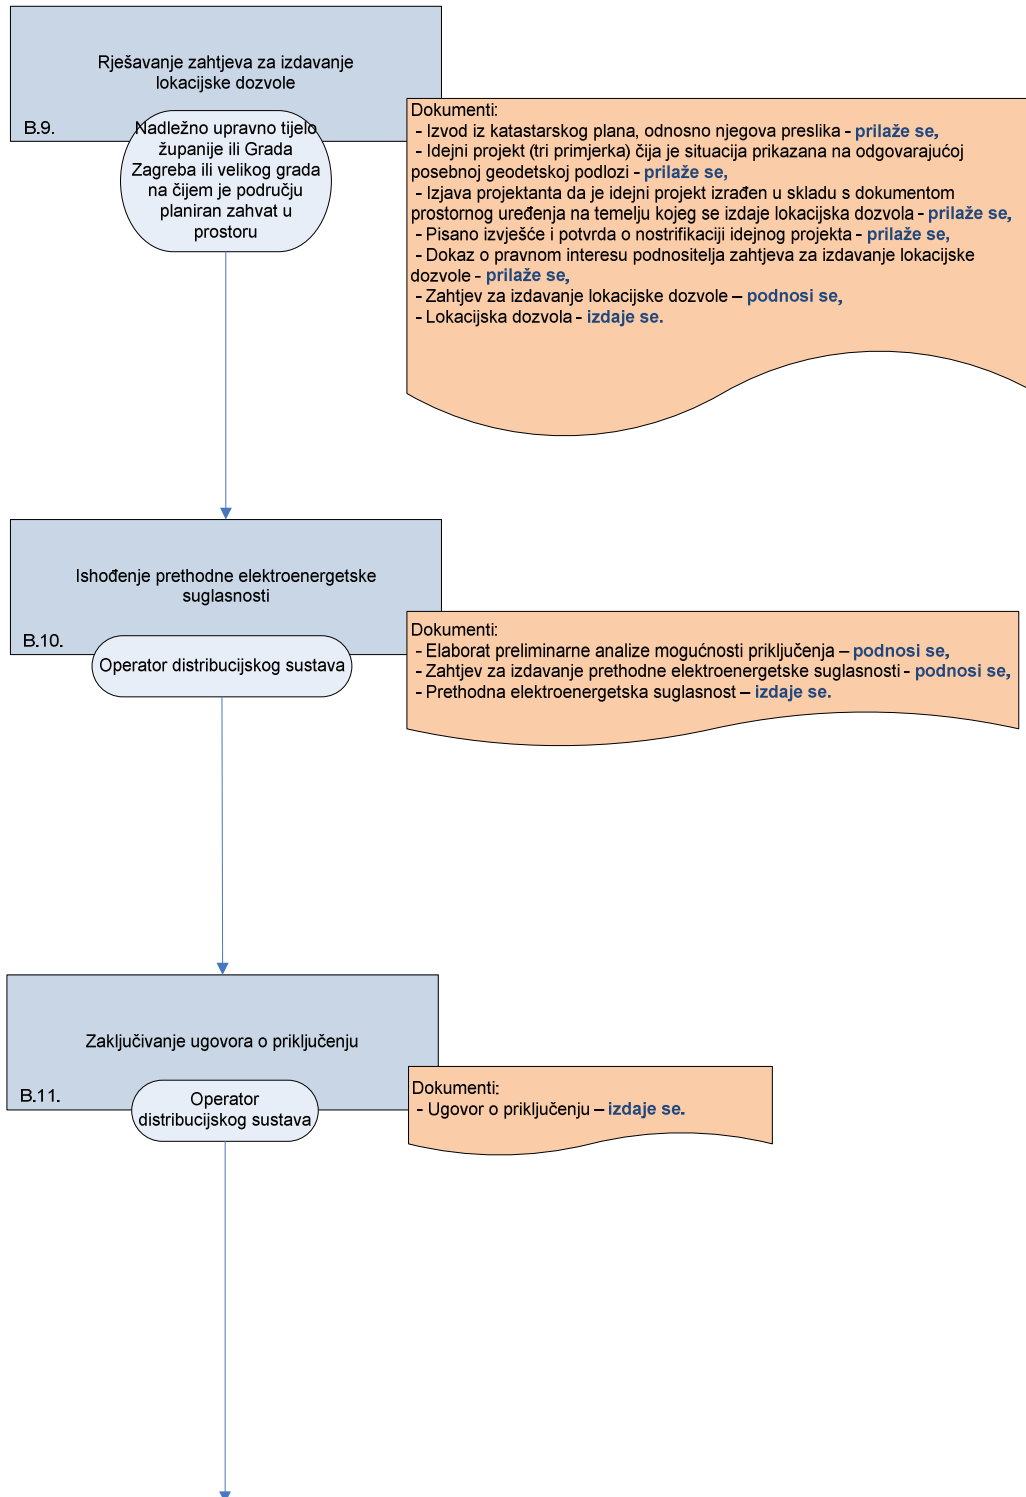 Rješavanje zahtjeva za izdavanje
lokacijske dozvole
B.9.
Nadležno upravno tijelo
županije ili Grada
Zagreba ili velikog grada
na čijem je području
planiran zahvat u
prostoru
Dokumenti:
- Izvod iz katastarskog plana, odnosno njegova preslika - prilaže se,
- Idejni projekt (tri primjerka) čija je situacija prikazana na odgovarajućoj
posebnoj geodetskoj podlozi - prilaže se,
- Izjava projektanta da je idejni projekt izrađen u skladu s dokumentom
prostornog uređenja na temelju kojeg se izdaje lokacijska dozvola - prilaže se,
- Pisano izvješće i potvrda o nostrifikaciji idejnog projekta - prilaže se,
- Dokaz o pravnom interesu podnositelja zahtjeva za izdavanje lokacijske
dozvole - prilaže se,
- Zahtjev za izdavanje lokacijske dozvole – podnosi se,
- Lokacijska dozvola - izdaje se.
Ishođenje prethodne elektroenergetske
suglasnosti
B.10.
Operator distribucijskog sustava
Dokumenti:
- Elaborat preliminarne analize mogućnosti priključenja – podnosi se,
- Zahtjev za izdavanje prethodne elektroenergetske suglasnosti - podnosi se,
- Prethodna elektroenergetska suglasnost – izdaje se.
Zaključivanje ugovora o priključenju
B.11.
Operator
distribucijskog sustava
Dokumenti:
- Ugovor o priključenju – izdaje se.